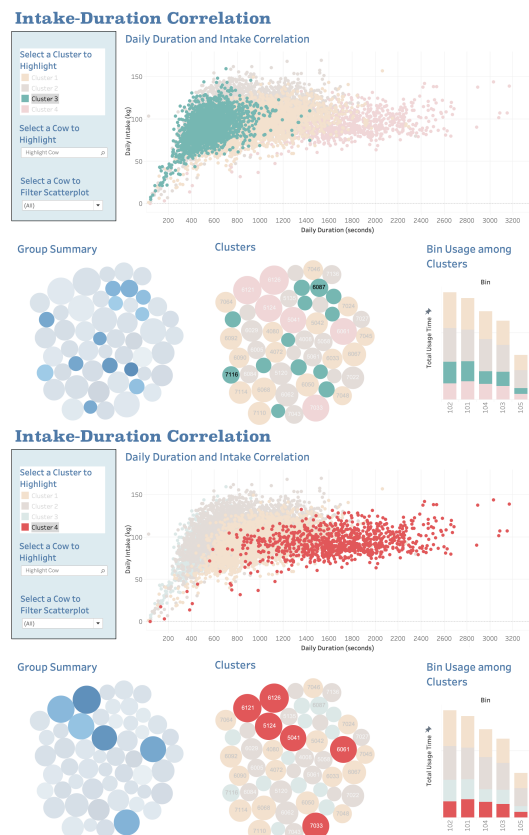 Intake-Duration Correlation
Select a Cluster to
Highlight
Cluster 1
Cluster 2
Cluster 3
Cluster 4
Select a Cow to
Highlight
Highlight Cow
Select a Cow to
Filter Scatterplot
(All)
Daily Duration and Intake Correlation
Daily Intake (kg)
150
100
50
0
200 400 600 800 1000 1200 1400 1600 1800 2000 2200 2400 2600 2800 3000 3200
Daily Duration (seconds)
Group Summary
Clusters
6087
7116
Bin Usage among
Clusters
Bin
Total Usage Time
102 101 104 103 105
Intake-Duration Correlation
Select a Cluster to
Highlight
Cluster 1
Cluster 2
Cluster 3
Cluster 4
Select a Cow to
Highlight
Highlight Cow
Select a Cow to
Filter Scatterplot
(All)
Daily Duration and Intake Correlation
Daily Intake (kg)
150
100
50
0
200 400 600 800 1000 1200 1400 1600 1800 2000 2200 2400 2600 2800 3000 3200
Daily Duration (seconds)
Group Summary
Clusters
6126
6121
5124
5041
6061
7033
Bin Usage among
Clusters
Bin
Total Usage Time
102 101 104 103 105